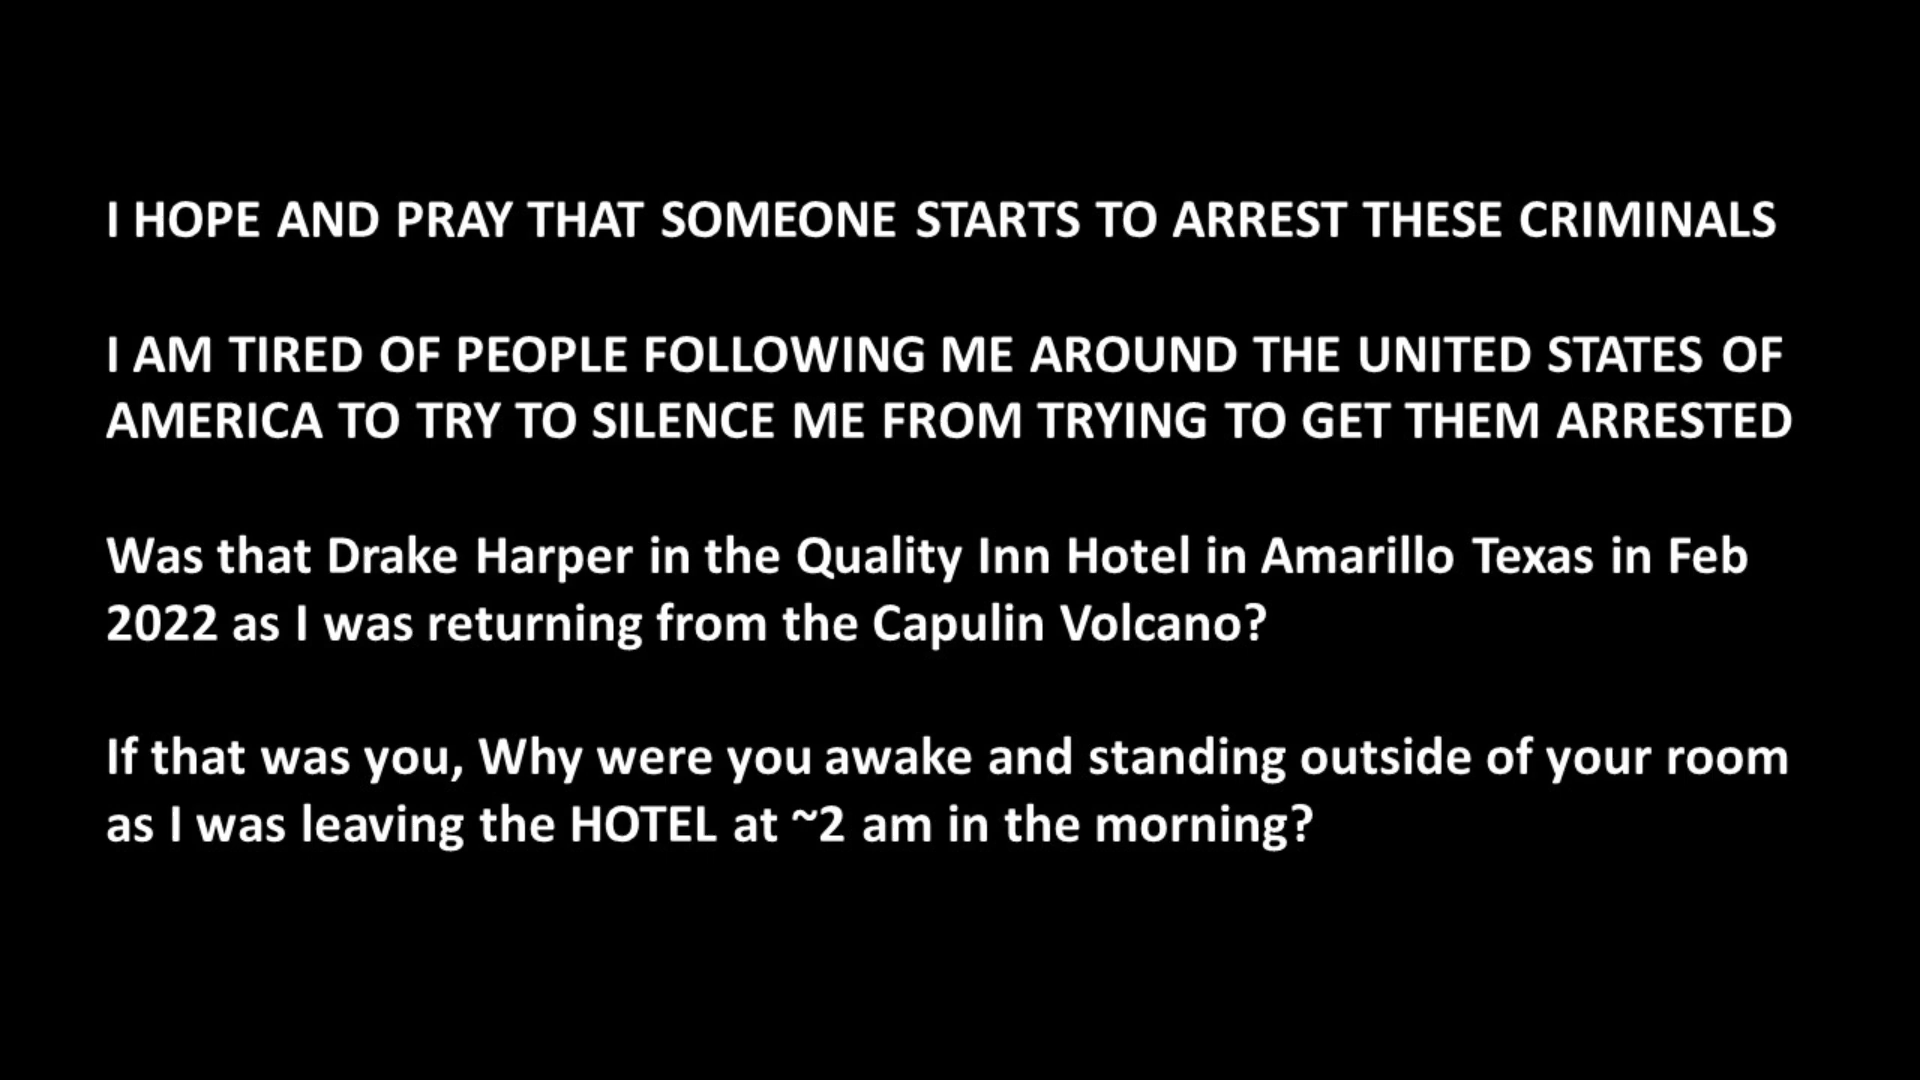 I HOPE AND PRAY THAT SOMEONE STARTS TO ARREST THESE CRIMINALS
I AM TIRED OF PEOPLE FOLLOWING ME AROUND THE UNITED STATES OF
AMERICA TO TRY TO SILENCE ME FROM TRYING TO GET THEM ARRESTED
Was that Drake Harper in the Quality Inn Hotel in Amarillo Texas in Feb
2022 as I was returning from the Capulin Volcano?
If that was you, Why were you awake and standing outside of your room
as I was leaving the HOTEL at ~2 am in the morning?